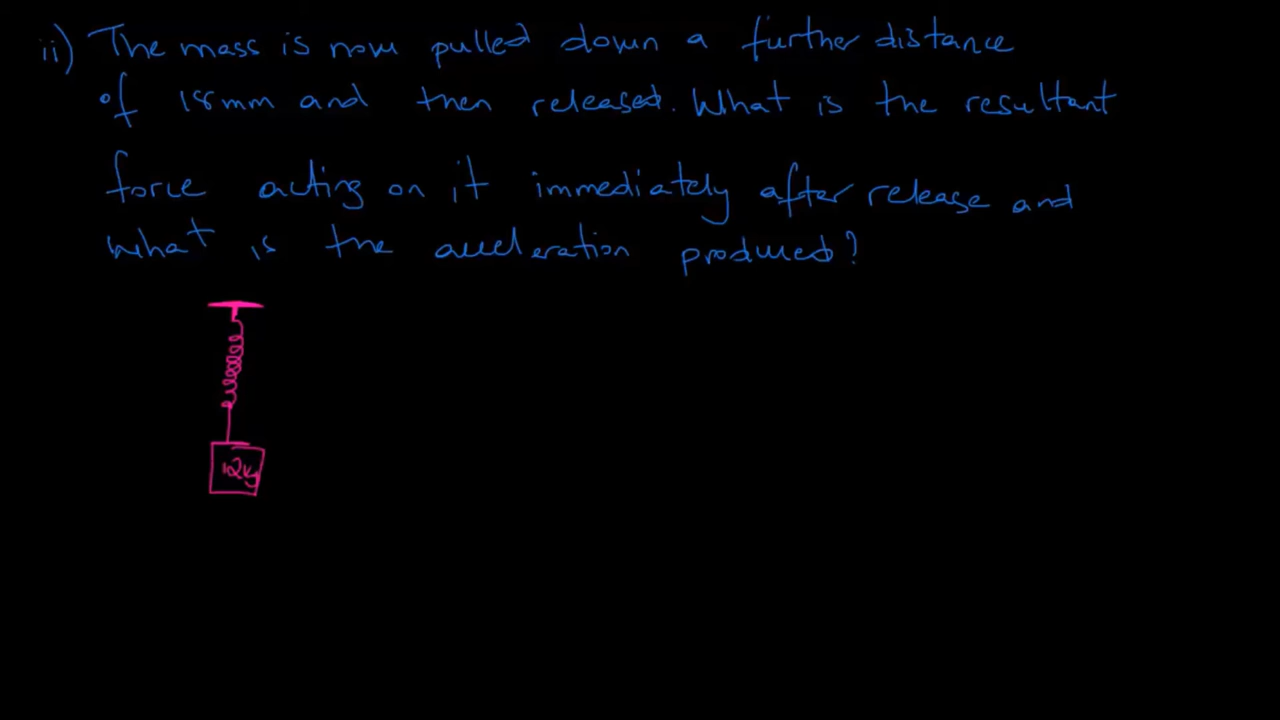 ii) The mass is now pulled down a further distance
of 18mm and then released. What is the resultant
force acting on it immediately after release and
what is the acceleration produced?
12kg